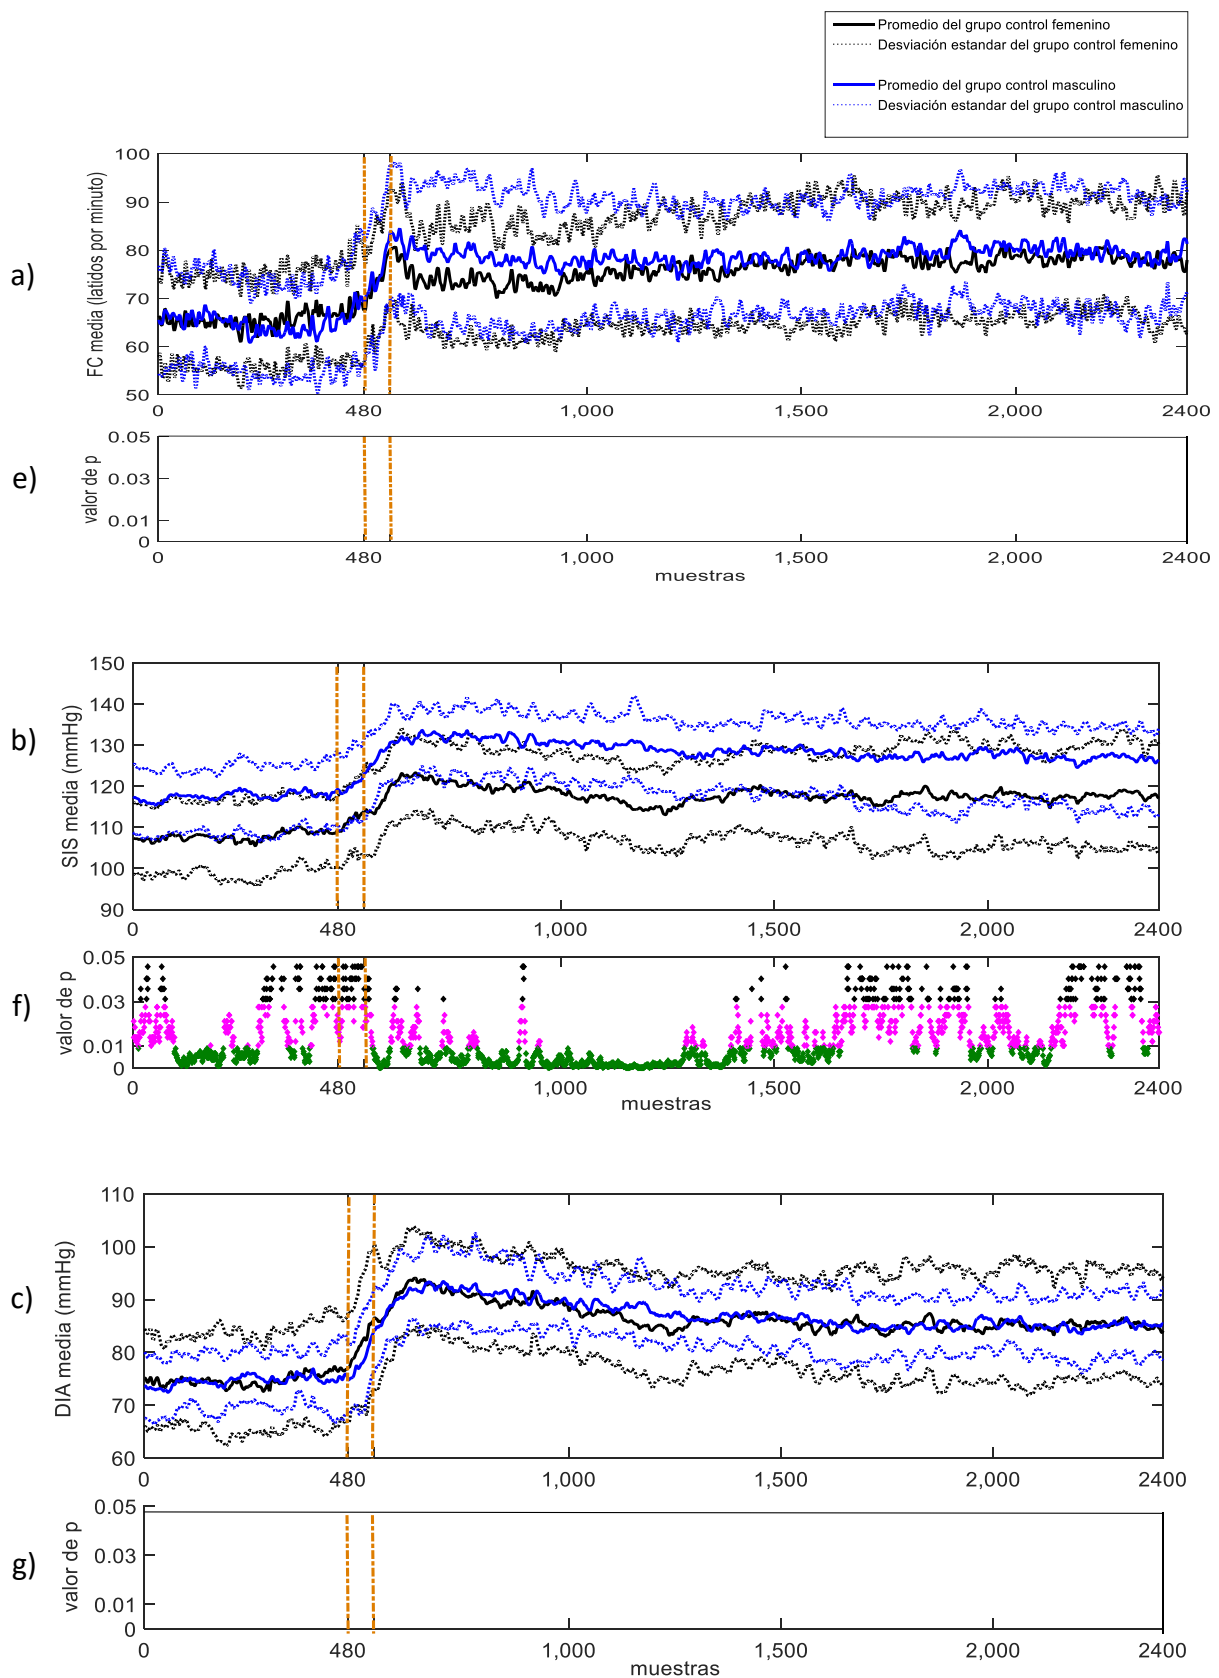 Promedio del grupo control femenino
Desviación estandar del grupo control femenino
Promedio del grupo control masculino
Desviación estandar del grupo control masculino
a)
FC media (latidos por minuto)
100
90
80
70
60
50
0 480 1,000 1,500 2,000 2400
e)
valor de p
0.05
0.03
0.01
0
0 480 1,000 1,500 2,000 2400
muestras
b)
SIS media (mmHg)
150
140
130
120
110
100
90
0 480 1,000 1,500 2,000 2400
f)
valor de p
0.05
0.03
0.01
0
0 480 1,000 1,500 2,000 2400
muestras
c)
DIA media (mmHg)
110
100
90
80
70
60
0 480 1,000 1,500 2,000 2400
g)
valor de p
0.05
0.03
0.01
0
0 480 1,000 1,500 2,000 2400
muestras